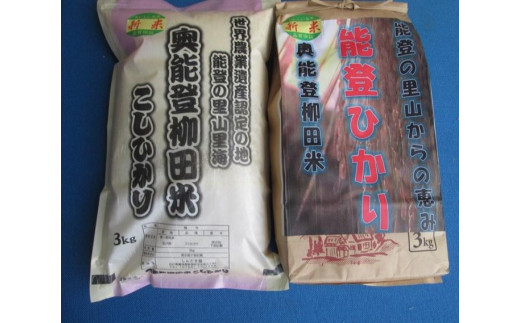 新米
世界農業遺産認定の地
能登の里山里海
奥能登柳田米
こしひかり
3kg
新米
能登の里山からの恵み
能登ひかり
奥能登柳田米
3kg